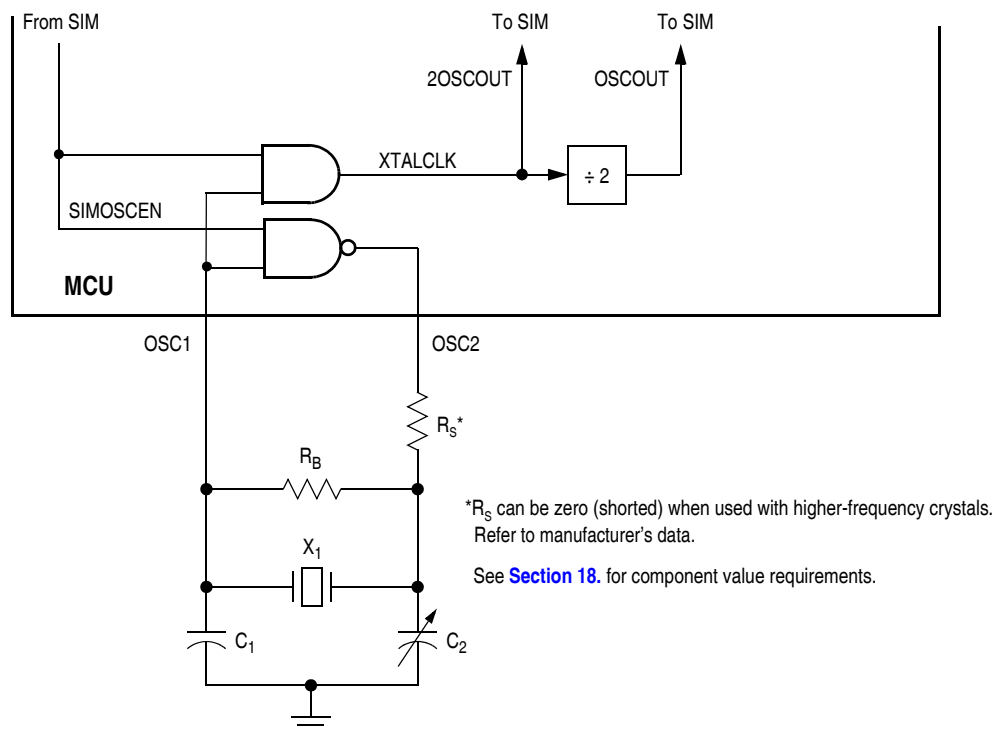 From SIM
To SIM
To SIM
2OSCOUT
OSCOUT
XTALCLK
÷ 2
SIMOSCEN
MCU
OSC1
OSC2
RS*
RB
*RS can be zero (shorted) when used with higher-frequency crystals.
Refer to manufacturer's data.
X1
See Section 18. for component value requirements.
C1
C2